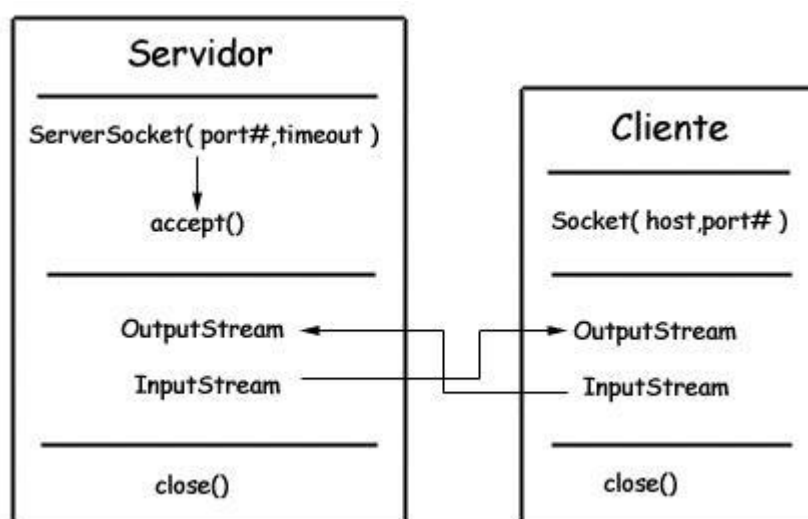 Servidor
ServerSocket( port#,timeout )
accept()
OutputStream
InputStream
close()
Cliente
Socket( host,port# )
OutputStream
InputStream
close()